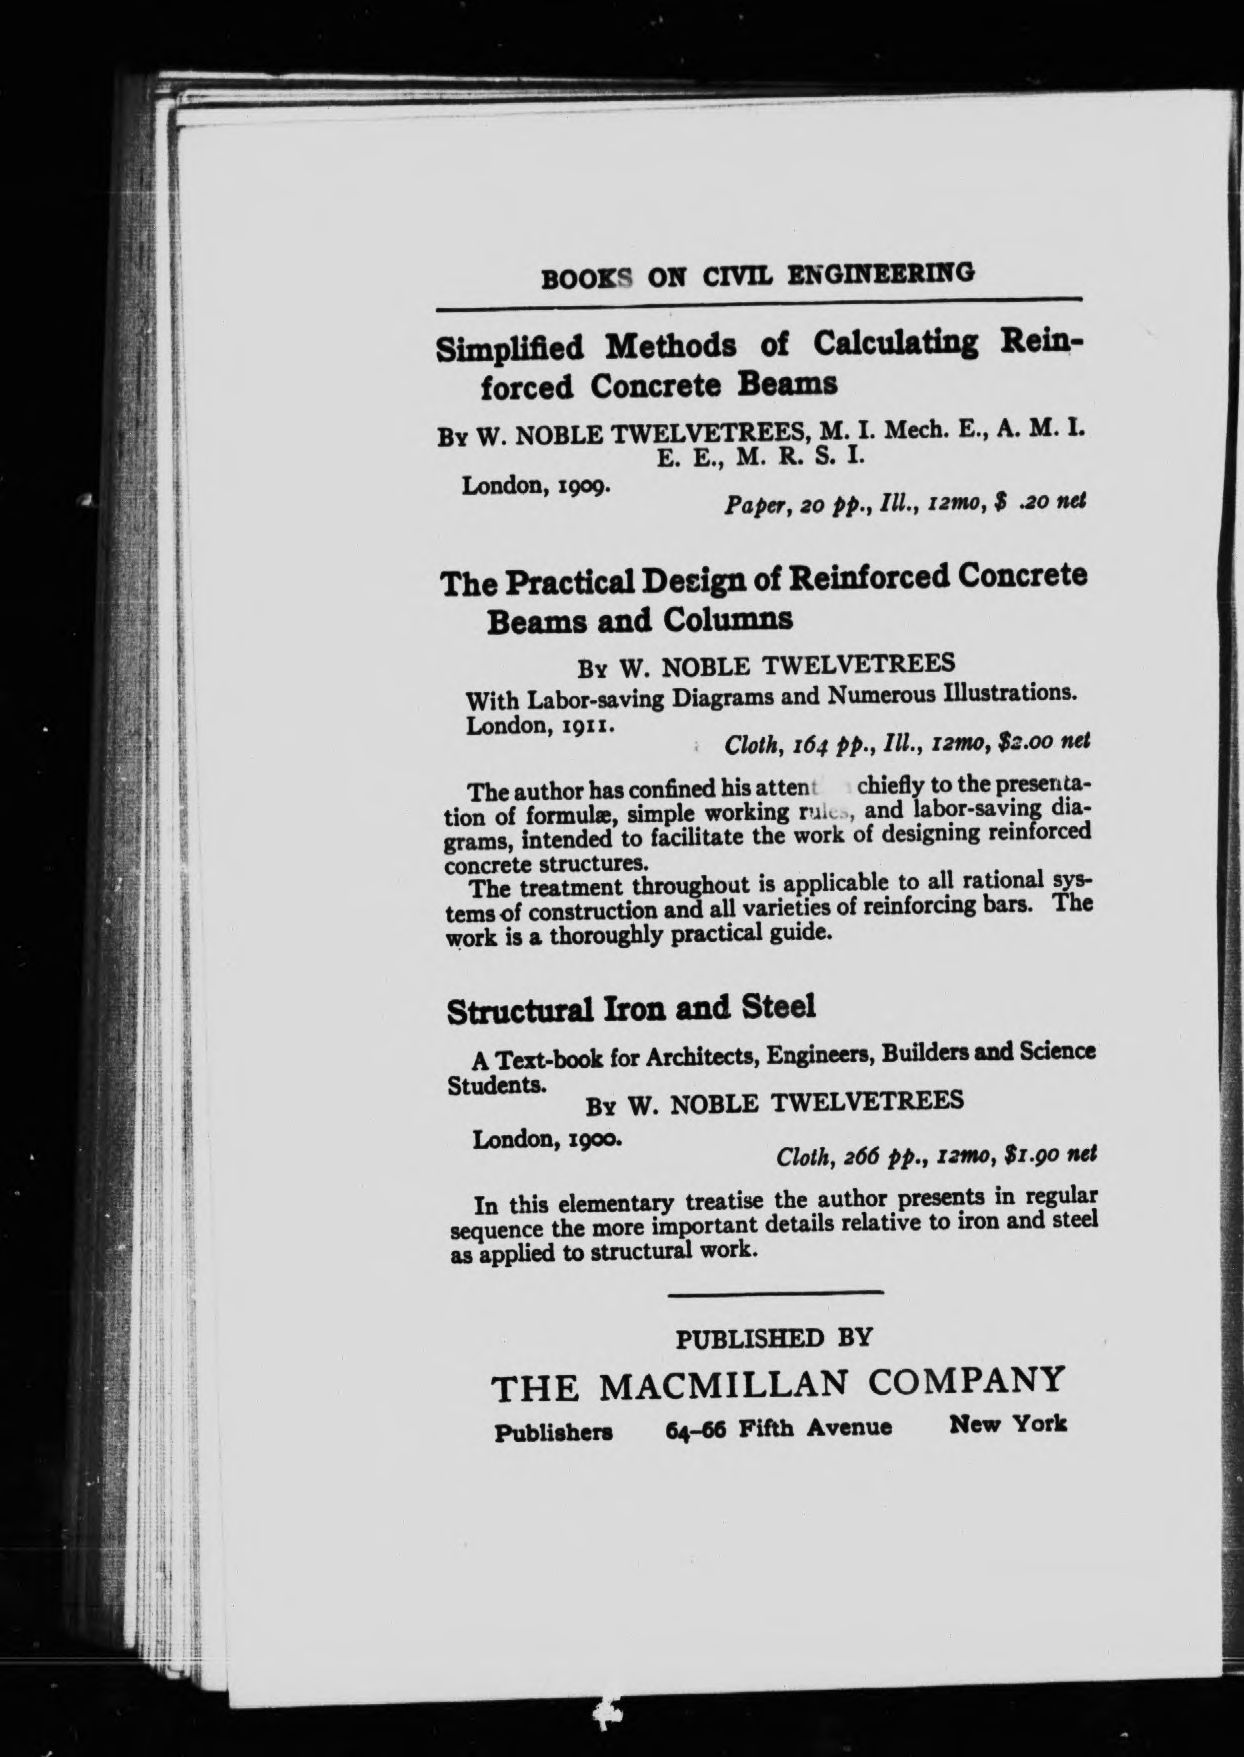 BOOKS ON CIVIL ENGINEERING
Simplified Methods of Calculating Rein-
forced Concrete Beams
By W. NOBLE TWELVETREES, M. I. Mech. E., A. M. I.
E. E., M. R. S. I.
London, 1909.
Paper, 20 pp., Ill., 12mo, $ .20 net
The Practical Design of Reinforced Concrete
Beams and Columns
By W. NOBLE TWELVETREES
With Labor-saving Diagrams and Numerous Illustrations.
London, 1911.
Cloth, 164 pp., Ill., 12mo, $2.00 net
The author has confined his chiefly to the presenta-
tion of formulæ, simple working rules, and labor-saving dia-
grams, intended to facilitate the work of designing reinforced
concrete structures.
The treatment throughout is applicable to all rational sys-
tems of construction and all varieties of reinforcing bars. The
work is a thoroughly practical guide.
Structural Iron and Steel
A Text-book for Architects, Engineers, Builders and Science
Students.
By W. NOBLE TWELVETREES
London, 1900.
Cloth, 266 pp., 12mo, $1.90 net
In this elementary treatise the author presents in regular
sequence the more important details relative to iron and steel
as applied to structural work.
PUBLISHED BY
THE MACMILLAN COMPANY
Publishers 64–66 Fifth Avenue New York